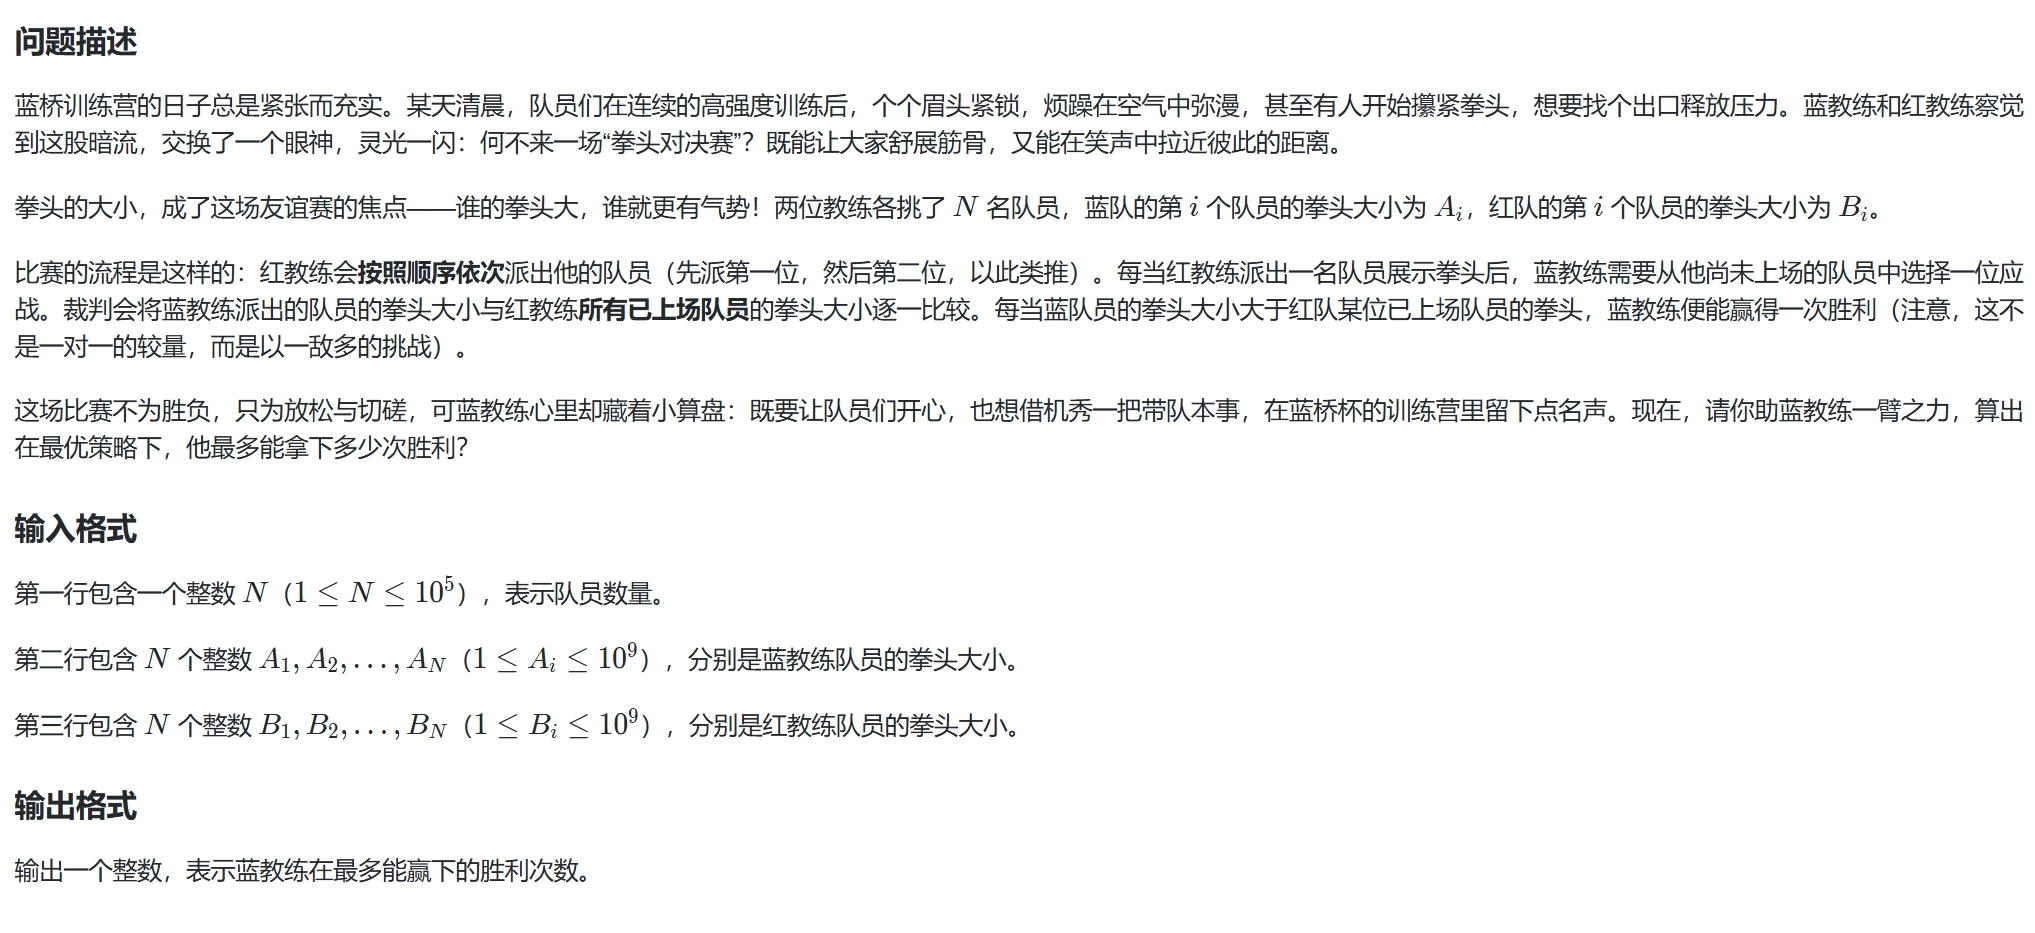 问题描述
蓝桥训练营的日子总是紧张而充实。某天清晨，队员们在连续的高强度训练后，个个眉头紧锁，烦躁在空气中弥漫，甚至有人开始攥紧拳头，想要找个出口释放压力。蓝教练和红教练察觉
到这股暗流，交换了一个眼神，灵光一闪：何不来一场“拳头对决赛”？既能让大家舒展筋骨，又能在笑声中拉近彼此的距离。
拳头的大小，成了这场友谊赛的焦点——谁的拳头大，谁就更有气势！两位教练各挑了 N 名队员，蓝队的第 i 个队员的拳头大小为 A_i，红队的第 i 个队员的拳头大小为 B_i。
比赛的流程是这样的：红教练会按照顺序依次派出他的队员（先派第一位，然后第二位，以此类推）。每当红教练派出一名队员展示拳头后，蓝教练需要从他尚未上场的队员中选择一位应
战。裁判会将蓝教练派出的队员的拳头大小与红教练所有已上场队员的拳头大小逐一比较。每当蓝队员的拳头大小大于红队某位已上场队员的拳头，蓝教练便能赢得一次胜利（注意，这不
是一对一的较量，而是以一敌多的挑战）。
这场比赛不为胜负，只为放松与切磋，可蓝教练心里却藏着小算盘：既要让队员们开心，也想借机秀一把带队本事，在蓝桥杯的训练营里留下点名声。现在，请你助蓝教练一臂之力，算出
在最优策略下，他最多能拿下多少次胜利？
输入格式
第一行包含一个整数 N（1 ≤ N ≤ 10^5），表示队员数量。
第二行包含 N 个整数 A_1, A_2, ..., A_N（1 ≤ A_i ≤ 10^9），分别是蓝教练队员的拳头大小。
第三行包含 N 个整数 B_1, B_2, ..., B_N（1 ≤ B_i ≤ 10^9），分别是红教练队员的拳头大小。
输出格式
输出一个整数，表示蓝教练在最多能赢下的胜利次数。